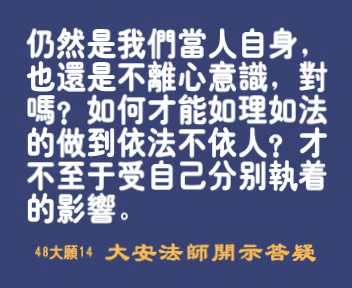 仍然是我們當人自身，
也還是不離心意識，對
嗎？如何才能如理如法
的做到依法不依人？才
不至于受自己分别執着
的影響。
48大願14 大安法師開示答疑